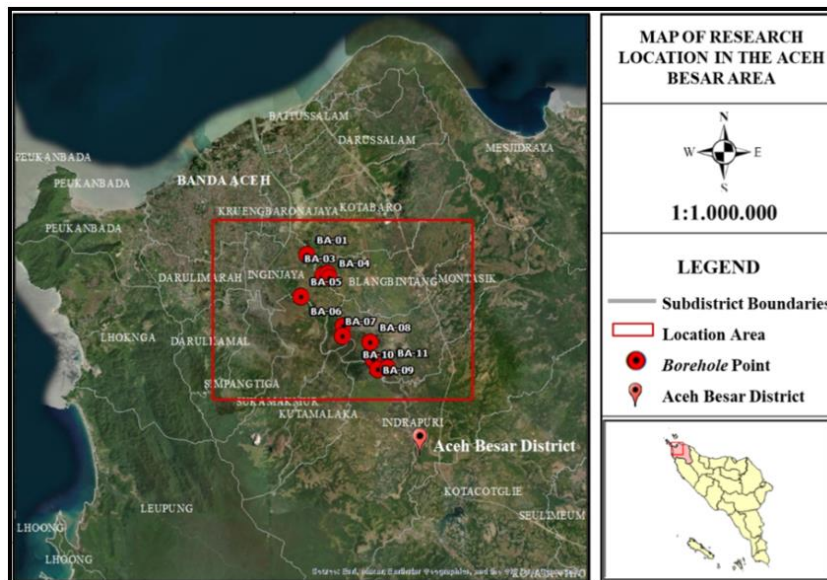 BAITUSSALAM
DARUSSALAM
MESJIDRAYA
PEUKANBADA
PEUKANBADA
BANDA ACEH
KOTABARO
KRUENGBARONAJAYA
PEUKANBADA
BA-01
BA-03
BA-04
DARULIMARAH
INGINJAYA
BLANGBINTANG
MONTASIK
BA-05
BA-06
BA-07
BA-08
LHOKNGA
DARULKAMAL
BA-10
BA-11
BA-09
SIMPANGTIGA
SUKAMAKMUR
KUTAMALAKA
INDRAPURI
Aceh Besar District
KOTACOTGLIE
LEUPUNG
SEULIMEUM
LHOONG
LHOONG
MAP OF RESEARCH
LOCATION IN THE ACEH
BESAR AREA
N
W
E
S
1:1.000.000
LEGEND
Subdistrict Boundaries
Location Area
Borehole Point
Aceh Besar District